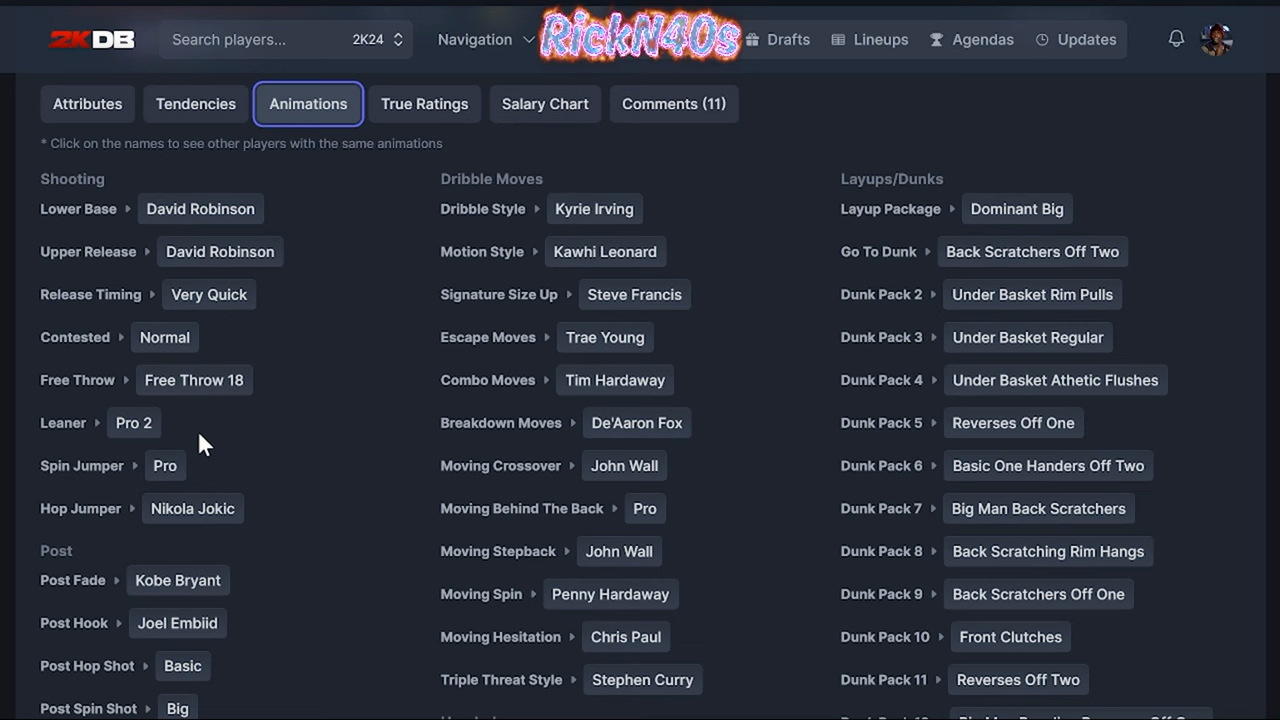 2KDB
Search players...
2K24
Navigation
RickN40s
Drafts
Lineups
Agendas
Updates
Attributes
Tendencies
Animations
True Ratings
Salary Chart
Comments (11)
* Click on the names to see other players with the same animations
Shooting
Lower Base David Robinson
Upper Release David Robinson
Release Timing Very Quick
Contested Normal
Free Throw Free Throw 18
Leaner Pro 2
Spin Jumper Pro
Hop Jumper Nikola Jokic
Post
Post Fade Kobe Bryant
Post Hook Joel Embiid
Post Hop Shot Basic
Post Spin Shot Big
Dribble Moves
Dribble Style Kyrie Irving
Motion Style Kawhi Leonard
Signature Size Up Steve Francis
Escape Moves Trae Young
Combo Moves Tim Hardaway
Breakdown Moves De'Aaron Fox
Moving Crossover John Wall
Moving Behind The Back Pro
Moving Stepback John Wall
Moving Spin Penny Hardaway
Moving Hesitation Chris Paul
Triple Threat Style Stephen Curry
Layups/Dunks
Layup Package Dominant Big
Go To Dunk Back Scratchers Off Two
Dunk Pack 2 Under Basket Rim Pulls
Dunk Pack 3 Under Basket Regular
Dunk Pack 4 Under Basket Athetic Flushes
Dunk Pack 5 Reverses Off One
Dunk Pack 6 Basic One Handers Off Two
Dunk Pack 7 Big Man Back Scratchers
Dunk Pack 8 Back Scratching Rim Hangs
Dunk Pack 9 Back Scratchers Off One
Dunk Pack 10 Front Clutches
Dunk Pack 11 Reverses Off Two